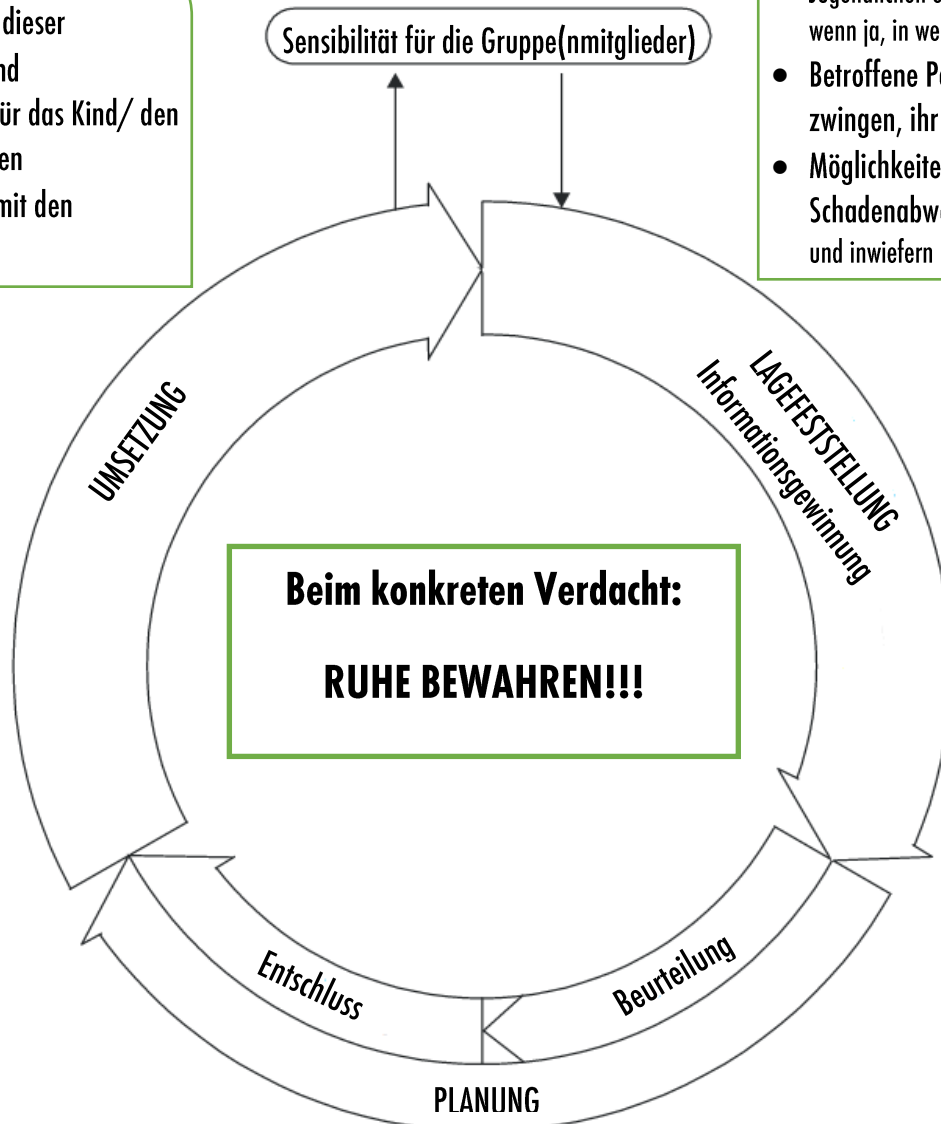 dieser
nd
ür das Kind/ den
en
mit den
Sensibilität für die Gruppe(nmitglieder)
wenn ja, in we
• Betroffene Pe
zwingen, ihr
• Möglichkeite
Schadenabw
und inwiefern
UMSETZUNG
LAGEFESTSTELLUNG
Informationsgewinnung
Beim konkreten Verdacht:
RUHE BEWAHREN!!!
Entschluss
Beurteilung
PLANUNG